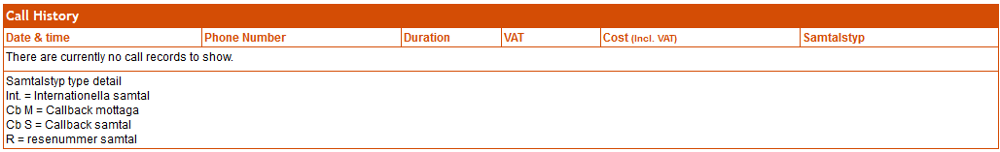 Call History
Date & time Phone Number Duration VAT Cost (Incl. VAT) Samtalstyp
There are currently no call records to show.
Samtalstyp type detail
Int. = Internationella samtal
Cb M = Callback mottaga
Cb S = Callback samtal
R = resenummer samtal